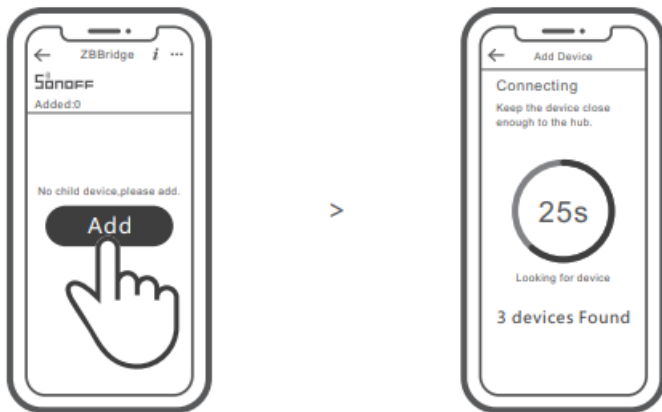 ZBBridge i ...
SONOFF
Added:0
No child device,please add.
Add
>
Add Device
Connecting
Keep the device close
enough to the hub.
25s
Looking for device
3 devices Found